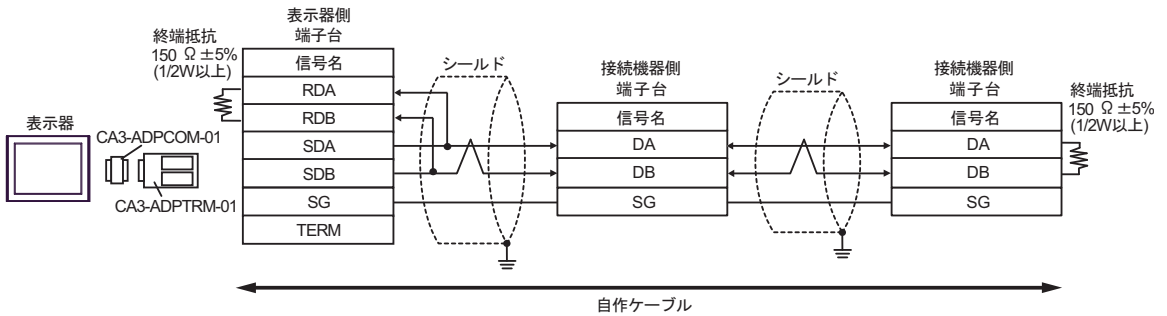 表示器
CA3-ADPCOM-01
CA3-ADPTRM-01
終端抵抗
150 Ω ±5%
(1/2W以上)
表示器側
端子台
信号名
RDA
RDB
SDA
SDB
SG
TERM
シールド
接続機器側
端子台
信号名
DA
DB
SG
シールド
接続機器側
端子台
信号名
DA
DB
SG
終端抵抗
150 Ω ±5%
(1/2W以上)
自作ケーブル